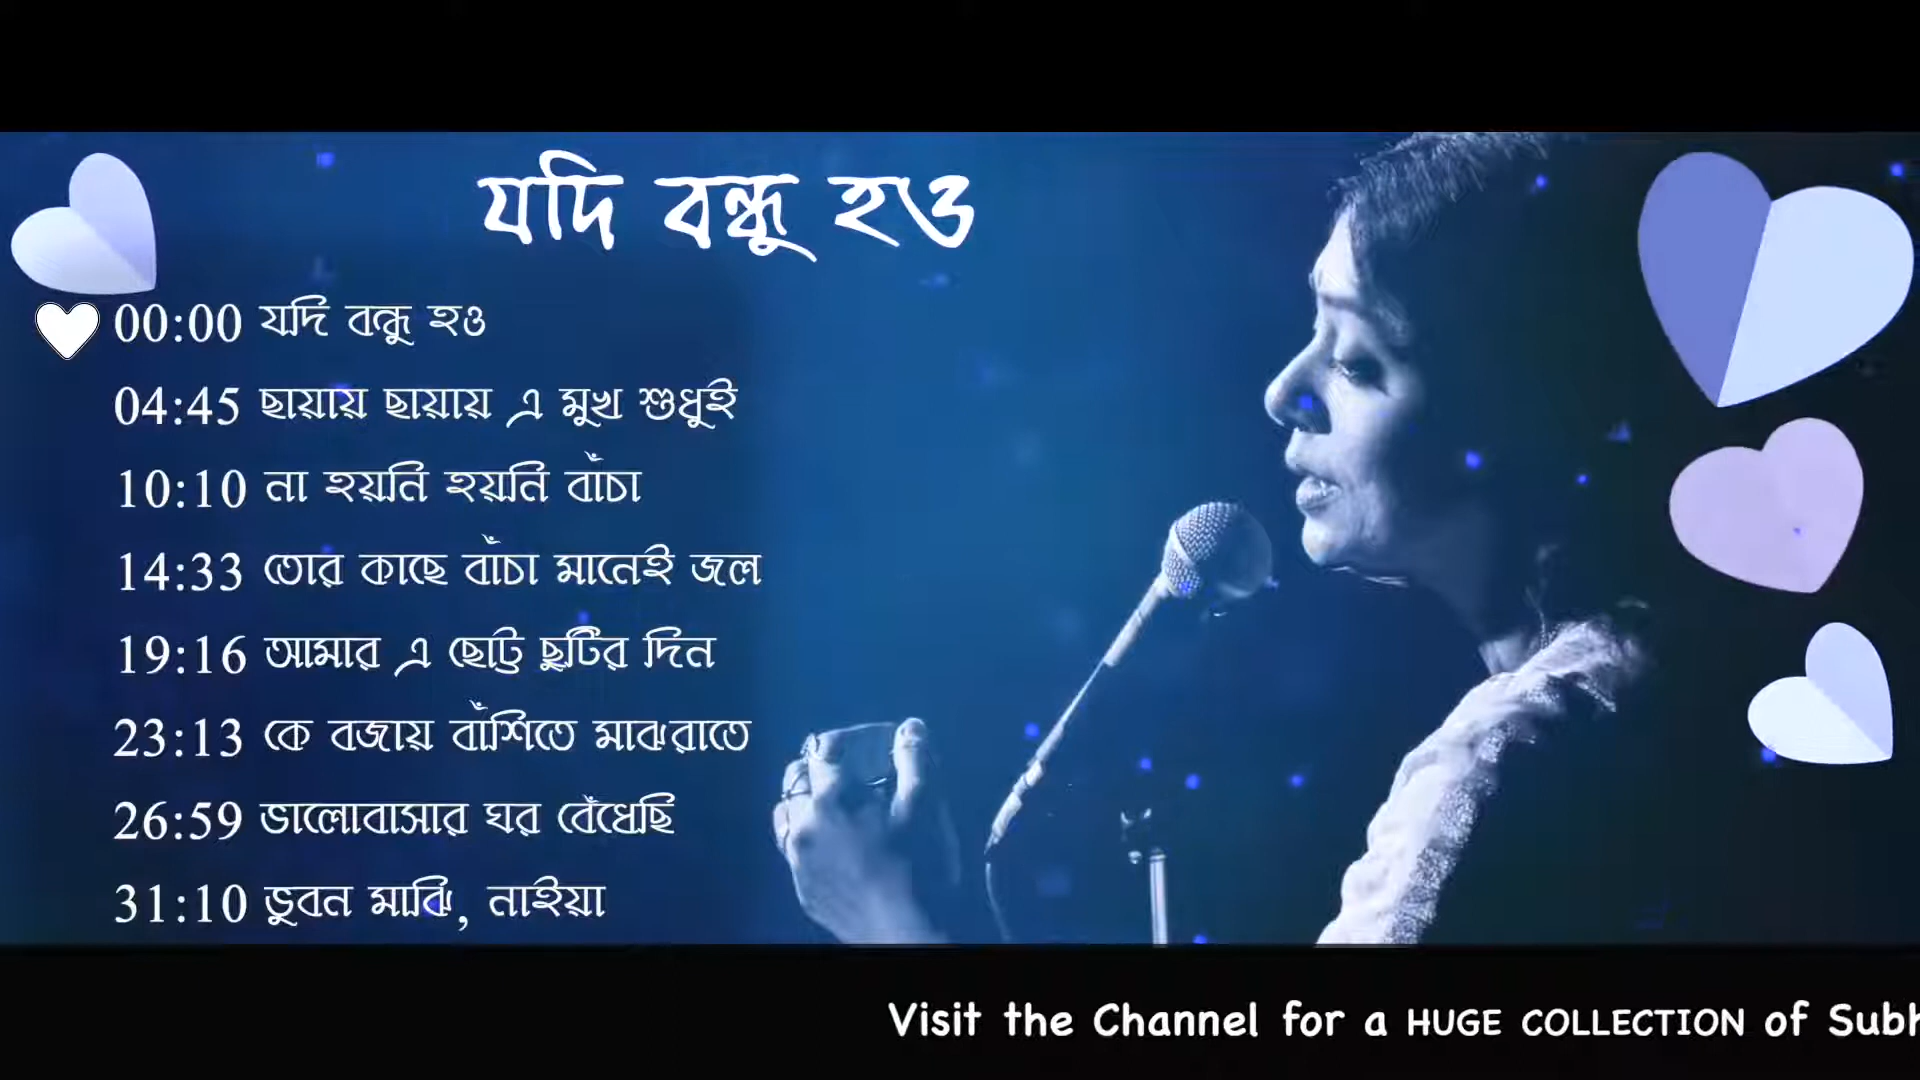 যদি বন্ধু হও
00:00 যদি বন্ধু হও
04:45 ছায়ায় ছায়ায় এ মুখ শুধুই
10:10 না হয়নি হয়নি বাঁচা
14:33 তোর কাছে বাঁচা মানেই জল
19:16 আমার এ ছোট্ট ছুটির দিন
23:13 কে বজায় বাঁশিতে মাঝরাতে
26:59 ভালোবাসার ঘর বেঁধেছি
31:10 ভুবন মাঝি, নাইয়া
Visit the Channel for a HUGE COLLECTION of